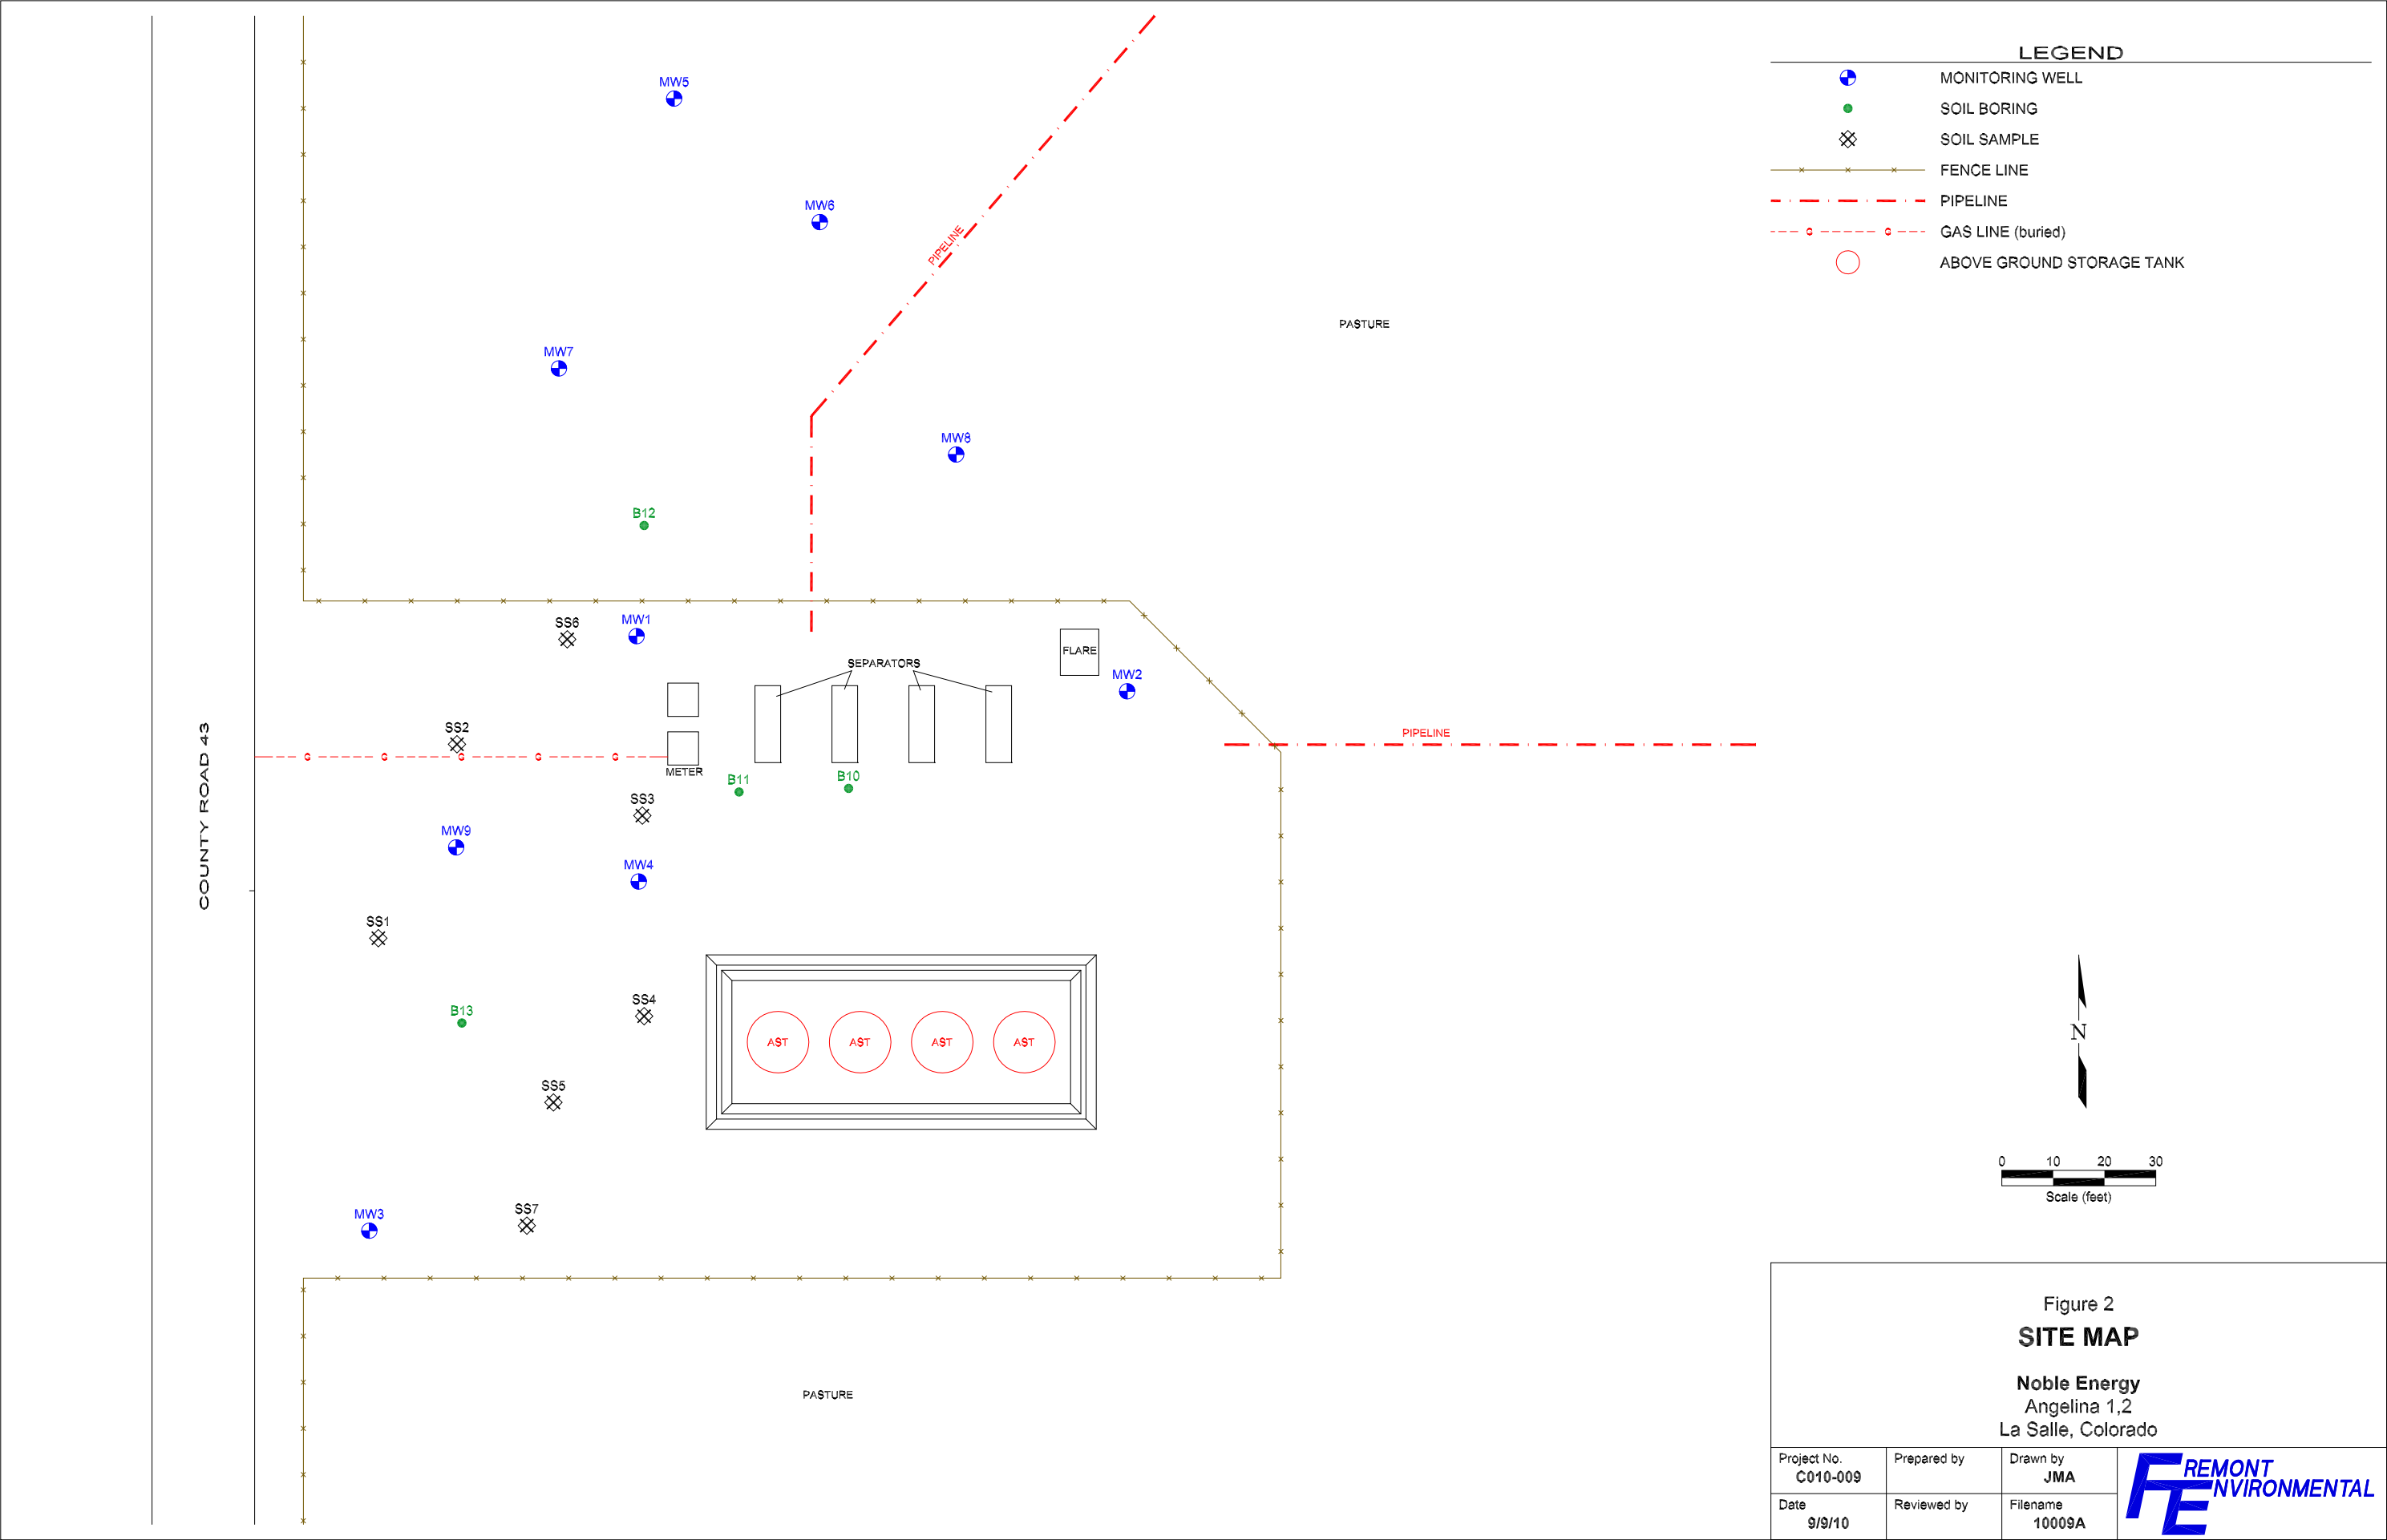 LEGEND
MONITORING WELL
SOIL BORING
SOIL SAMPLE
FENCE LINE
PIPELINE
GAS LINE (buried)
ABOVE GROUND STORAGE TANK
MW5
MW6
PIPELINE
PASTURE
MW7
MW8
B12
SS6
MW1
FLARE
SEPARATORS
MW2
SS2
PIPELINE
METER
B11
B10
SS3
COUNTY ROAD 43
MW9
MW4
SS1
SS4
B13
AST
AST
AST
AST
N
SS5
0 10 20 30
Scale (feet)
SS7
MW3
PASTURE
Figure 2
SITE MAP
Noble Energy
Angelina 1,2
La Salle, Colorado
Project No.
C010-009
Prepared by
Drawn by
JMA
Date
9/9/10
Reviewed by
Filename
10009A
FREMONT
ENVIRONMENTAL